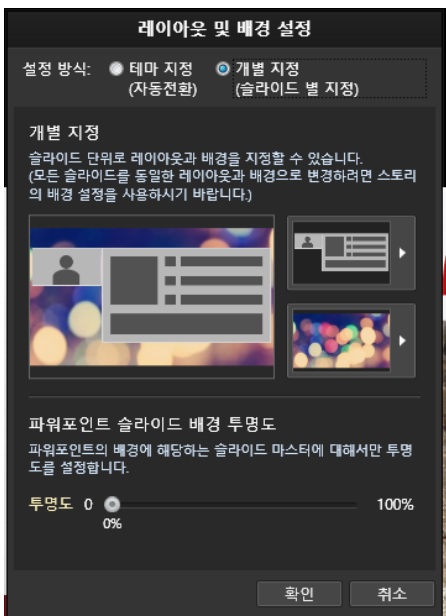 레이아웃 및 배경 설정
설정 방식: 테마 지정 개별 지정
(자동전환) (슬라이드 별 지정)
개별 지정
슬라이드 단위로 레이아웃과 배경을 지정할 수 있습니다.
(모든 슬라이드를 동일한 레이아웃과 배경으로 변경하려면 스토리
의 배경 설정을 사용하시기 바랍니다.)
파워포인트 슬라이드 배경 투명도
파워포인트의 배경에 해당하는 슬라이드 마스터에 대해서만 투명
도를 설정합니다.
투명도 0 100%
0%
확인 취소